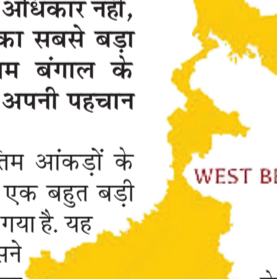 अधिकार नहीं,
का सबसे बड़ा
बंगाल के
अपनी पहचान
आंकड़ों के
एक बहुत बड़ी
गया है. यह
WEST BE